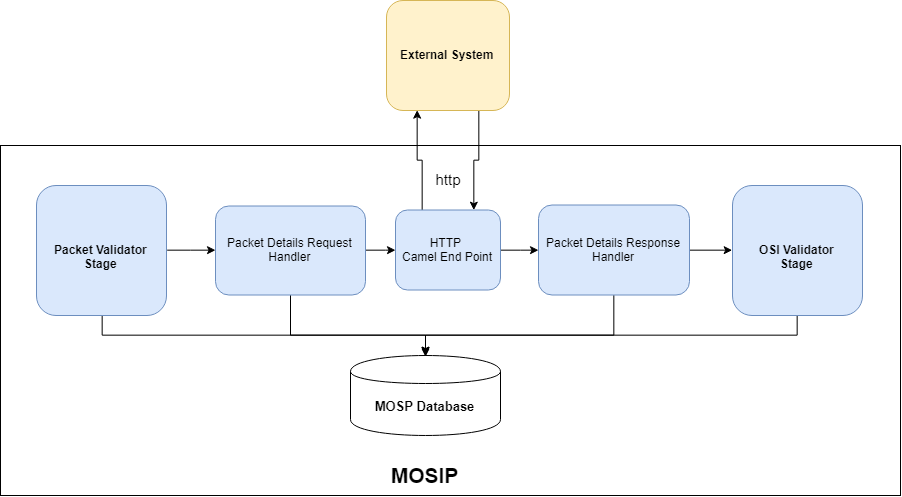 External System
http
Packet Validator
Stage
Packet Details Request
Handler
HTTP
Camel End Point
Packet Details Response
Handler
OSI Validator
Stage
MOSP Database
MOSIP